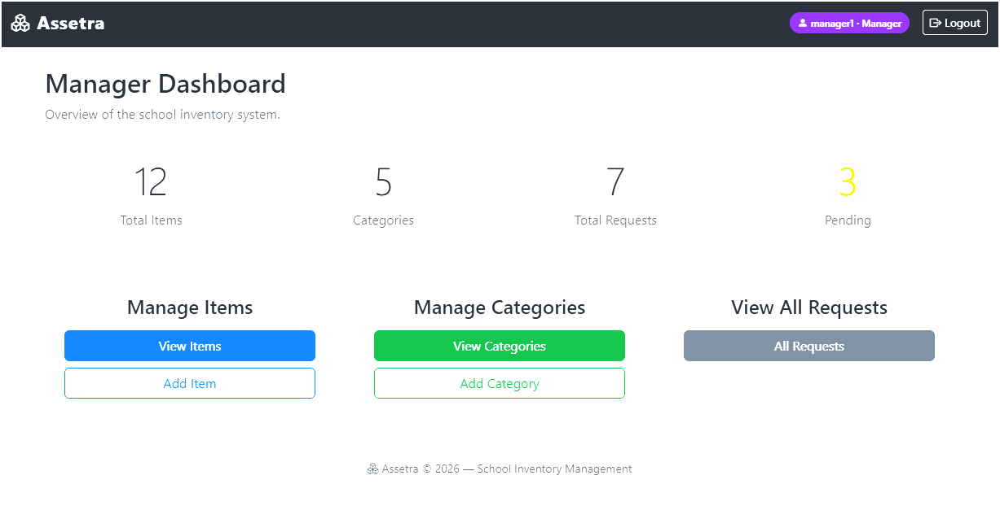 Assetra
manager1 · Manager
Logout
Manager Dashboard
Overview of the school inventory system.
12
Total Items
5
Categories
7
Total Requests
3
Pending
Manage Items
View Items
Add Item
Manage Categories
View Categories
Add Category
View All Requests
All Requests
Assetra © 2026 — School Inventory Management